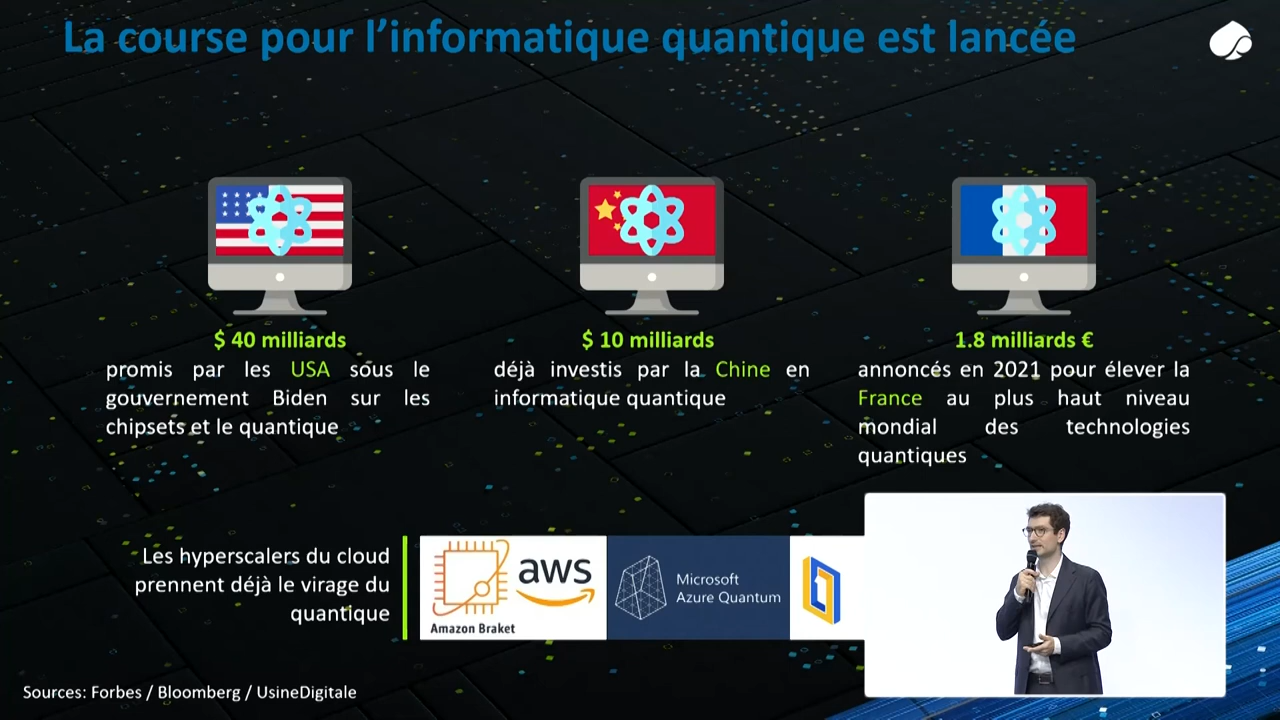 La course pour l’informatique quantique est lancée
$ 40 milliards
promis par les USA sous le
gouvernement Biden sur les
chipsets et le quantique
$ 10 milliards
déjà investis par la Chine en
informatique quantique
1.8 milliards €
annoncés en 2021 pour élever la
France au plus haut niveau
mondial des technologies
quantiques
Les hyperscalers du cloud
prennent déjà le virage du
quantique
Amazon Braket
aws
Microsoft
Azure Quantum
Sources: Forbes / Bloomberg / UsineDigitale